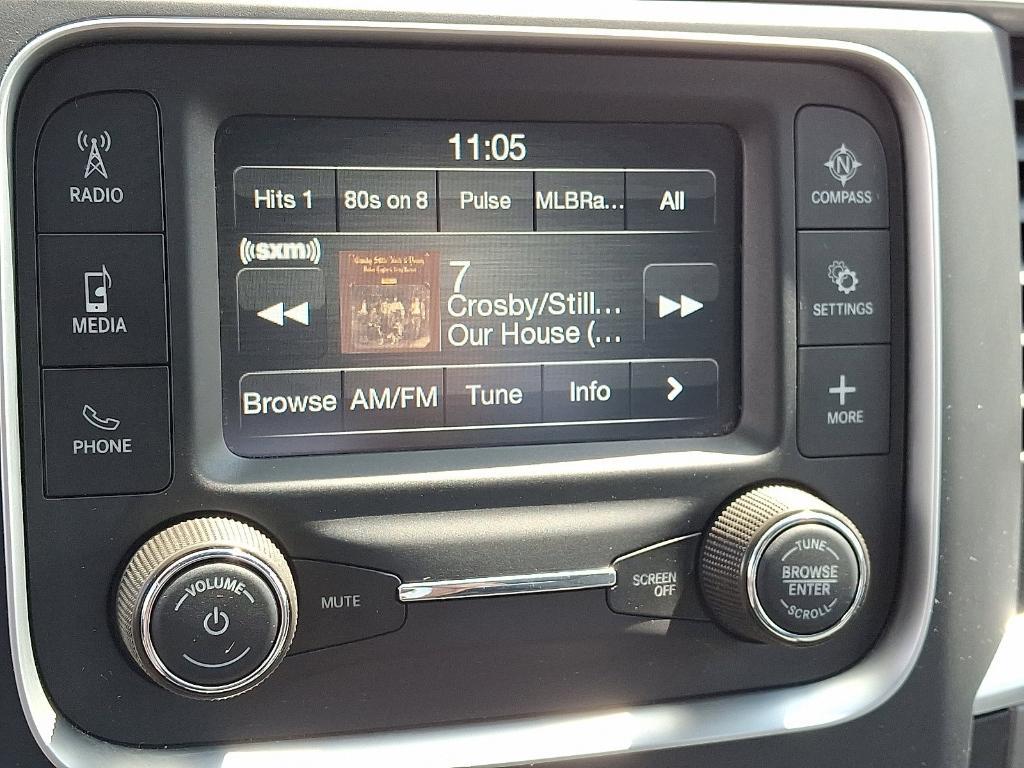 RADIO
MEDIA
PHONE
11:05
Hits 1 80s on 8 Pulse MLBRa... All
((sxm))
7
Crosby/Still...
Our House (...
Browse AM/FM Tune Info >
N
COMPASS
SETTINGS
MORE
VOLUME
MUTE
SCREEN
OFF
TUNE
BROWSE
ENTER
SCROLL